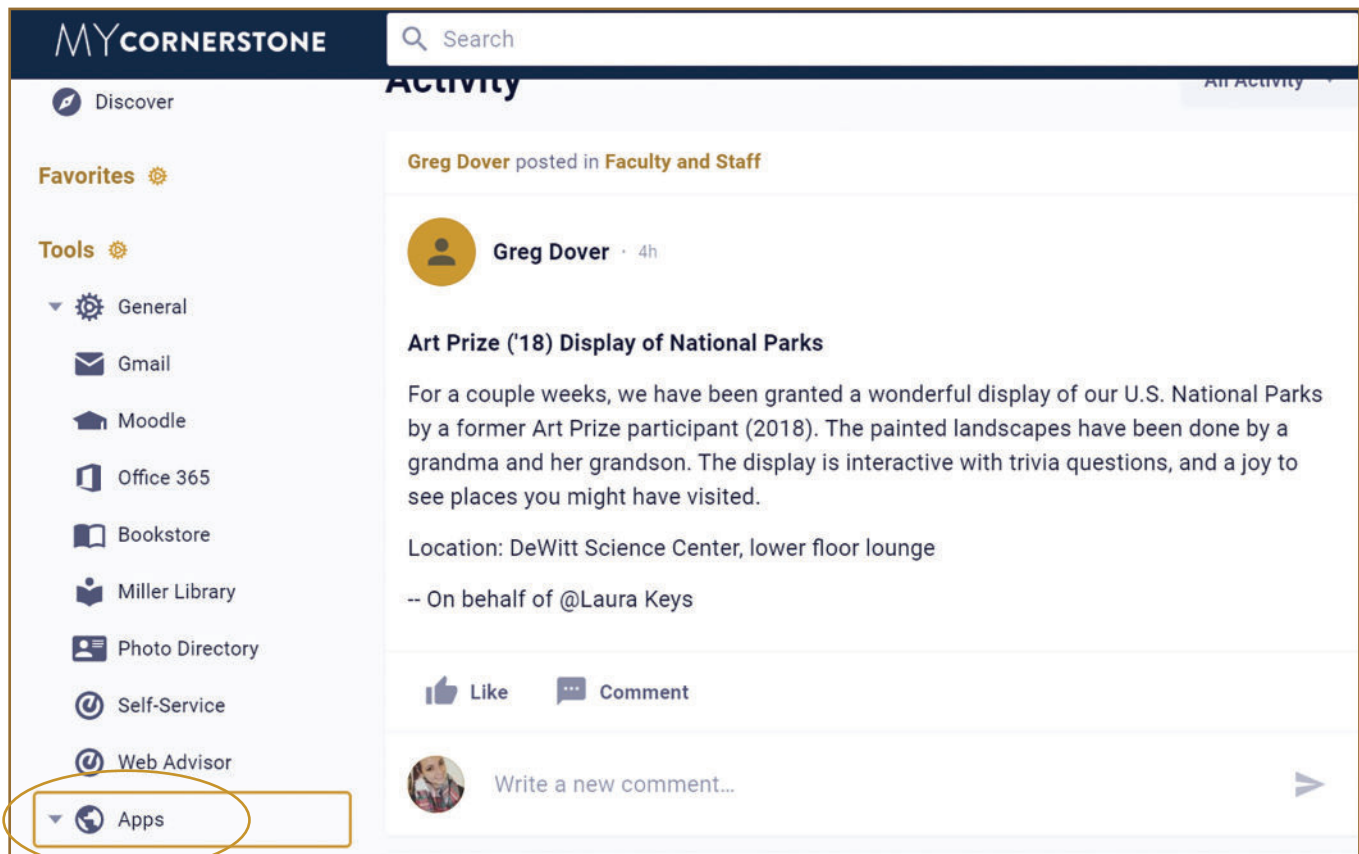 MYCORNERSTONE
Search
Discover
Favorites
Tools
General
Gmail
Moodle
Office 365
Bookstore
Miller Library
Photo Directory
Self-Service
Web Advisor
Apps
Activity
All Activity
Greg Dover posted in Faculty and Staff
Greg Dover · 4h
Art Prize ('18) Display of National Parks
For a couple weeks, we have been granted a wonderful display of our U.S. National Parks
by a former Art Prize participant (2018). The painted landscapes have been done by a
grandma and her grandson. The display is interactive with trivia questions, and a joy to
see places you might have visited.
Location: DeWitt Science Center, lower floor lounge
-- On behalf of @Laura Keys
Like
Comment
Write a new comment...